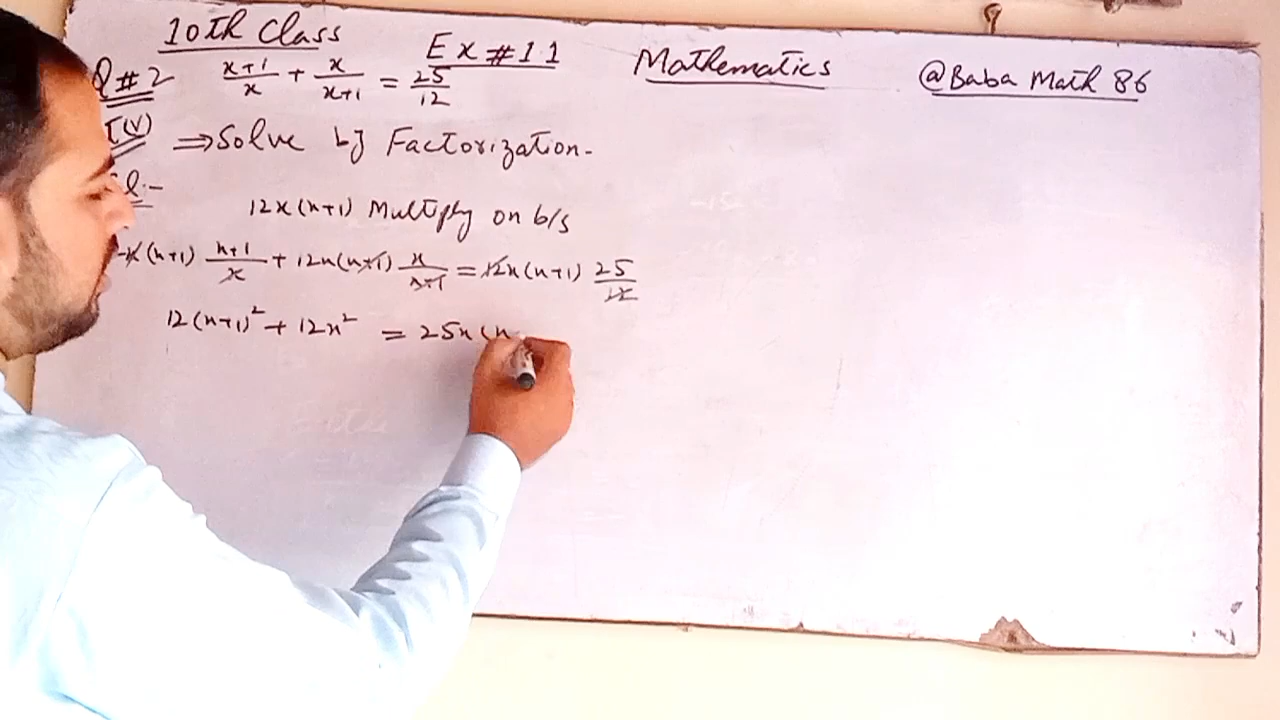 10th Class
Ex # 1.1
Mathematics
@Baba Math 86
Q # 2 (x+1)/x + x/(x+1) = 25/12
(V) ⇒ Solve by Factorization.
12x(x+1) Multiply on b/s
x(x+1) (x+1)/x + 12x(x+1) x/(x+1) = 12x(x+1) 25/12
12(x+1)² + 12x² = 25x(x